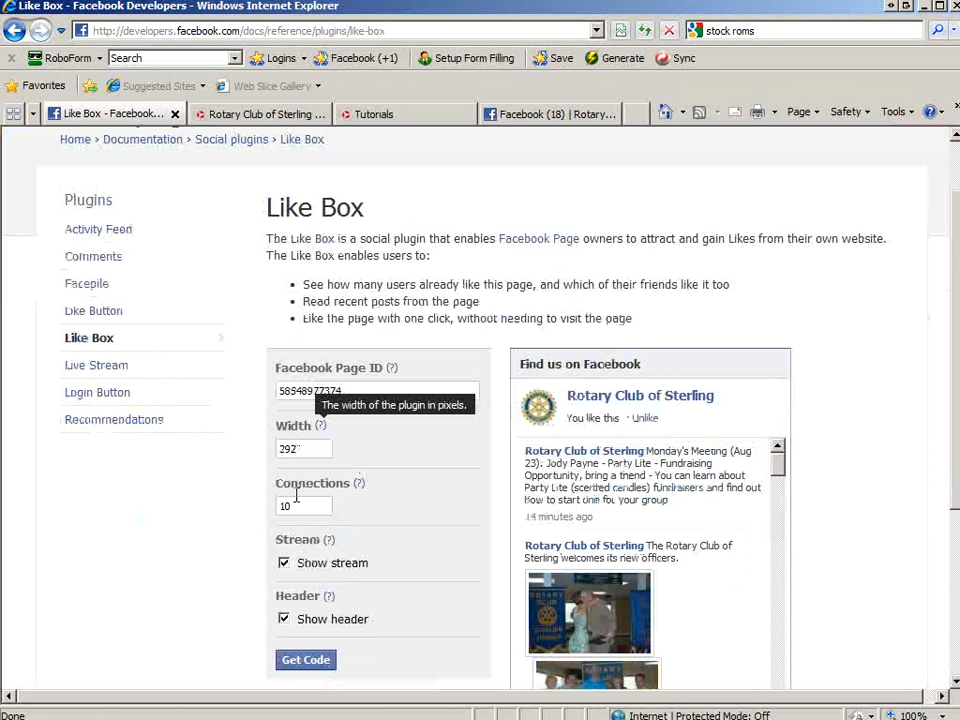 Like Box - Facebook Developers - Windows Internet Explorer
http://developers.facebook.com/docs/reference/plugins/like-box
stock roms
RoboForm
Search
Logins
Facebook (+1)
Setup Form Filling
Save
Generate
Sync
Favorites
Suggested Sites
Web Slice Gallery
Like Box - Facebook...
Rotary Club of Sterling ...
Tutorials
Facebook (18) | Rotary...
Page
Safety
Tools
Home › Documentation › Social plugins › Like Box
Plugins
Activity Feed
Comments
Facepile
Like Button
Like Box
Live Stream
Login Button
Recommendations
Like Box
The Like Box is a social plugin that enables Facebook Page owners to attract and gain Likes from their own website.
The Like Box enables users to:
• See how many users already like this page, and which of their friends like it too
• Read recent posts from the page
• Like the page with one click, without needing to visit the page
Facebook Page ID (?)
58548977374
The width of the plugin in pixels.
Width (?)
292
Connections (?)
10
Stream (?)
Show stream
Header (?)
Show header
Get Code
Find us on Facebook
Rotary Club of Sterling
You like this · Unlike
Rotary Club of Sterling Monday's Meeting (Aug
23). Jody Payne - Party Lite - Fundraising
Opportunity, bring a friend - You can learn about
Party Lite (scented candles) fundraisers and find out
how to start one for your group
14 minutes ago
Rotary Club of Sterling The Rotary Club of
Sterling welcomes its new officers.
Done
Internet | Protected Mode: Off
100%